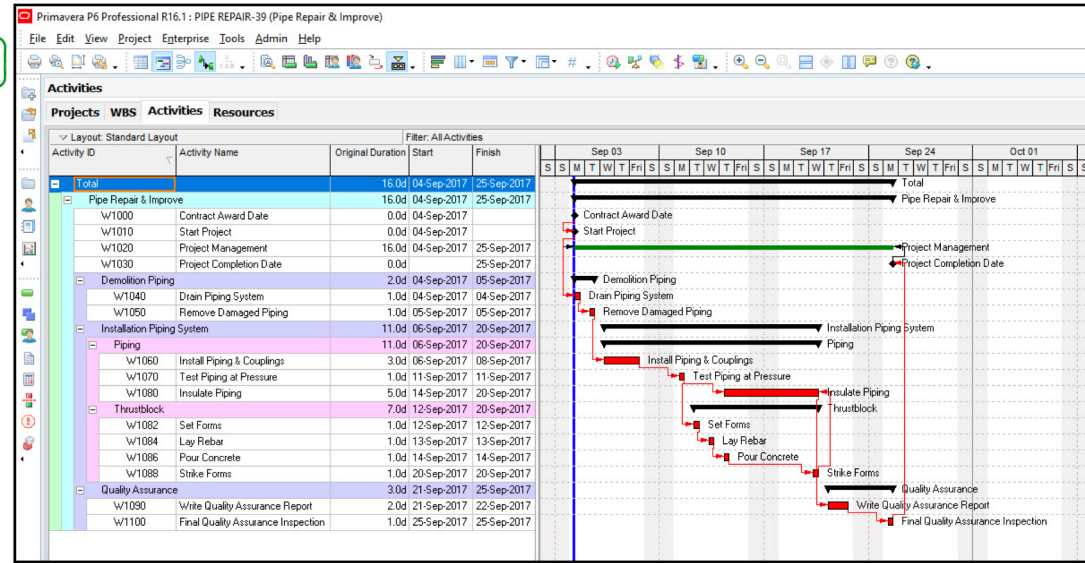 Primavera P6 Professional R16.1 : PIPE REPAIR-39 (Pipe Repair & Improve)
File Edit View Project Enterprise Tools Admin Help
Activities
Projects WBS Activities Resources
Layout: Standard Layout Filter: All Activities
Activity ID Activity Name Original Duration Start Finish Sep 03 Sep 10 Sep 17 Sep 24 Oct 01
S S M T W T Fri S S M T W T Fri S S M T W T Fri S S M T W T Fri S S M T W T Fri S S
Total 16.0d 04-Sep-2017 25-Sep-2017 Total
Pipe Repair & Improve 16.0d 04-Sep-2017 25-Sep-2017 Pipe Repair & Improve
W1000 Contract Award Date 0.0d 04-Sep-2017 Contract Award Date
W1010 Start Project 0.0d 04-Sep-2017 Start Project
W1020 Project Management 16.0d 04-Sep-2017 25-Sep-2017 Project Management
W1030 Project Completion Date 0.0d 25-Sep-2017 Project Completion Date
Demolition Piping 2.0d 04-Sep-2017 05-Sep-2017 Demolition Piping
W1040 Drain Piping System 1.0d 04-Sep-2017 04-Sep-2017 Drain Piping System
W1050 Remove Damaged Piping 1.0d 05-Sep-2017 05-Sep-2017 Remove Damaged Piping
Installation Piping System 11.0d 06-Sep-2017 20-Sep-2017 Installation Piping System
Piping 11.0d 06-Sep-2017 20-Sep-2017 Piping
W1060 Install Piping & Couplings 3.0d 06-Sep-2017 08-Sep-2017 Install Piping & Couplings
W1070 Test Piping at Pressure 1.0d 11-Sep-2017 11-Sep-2017 Test Piping at Pressure
W1080 Insulate Piping 5.0d 14-Sep-2017 20-Sep-2017 Insulate Piping
Thrustblock 7.0d 12-Sep-2017 20-Sep-2017 Thrustblock
W1082 Set Forms 1.0d 12-Sep-2017 12-Sep-2017 Set Forms
W1084 Lay Rebar 1.0d 13-Sep-2017 13-Sep-2017 Lay Rebar
W1086 Pour Concrete 1.0d 14-Sep-2017 14-Sep-2017 Pour Concrete
W1088 Strike Forms 1.0d 20-Sep-2017 20-Sep-2017 Strike Forms
Quality Assurance 3.0d 21-Sep-2017 25-Sep-2017 Quality Assurance
W1090 Write Quality Assurance Report 2.0d 21-Sep-2017 22-Sep-2017 Write Quality Assurance Report
W1100 Final Quality Assurance Inspection 1.0d 25-Sep-2017 25-Sep-2017 Final Quality Assurance Inspection